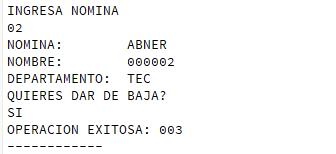 INGRESA NOMINA
02
NOMINA:        ABNER
NOMBRE:        000002
DEPARTAMENTO:  TEC
QUIERES DAR DE BAJA?
SI
OPERACION EXITOSA: 003
------------